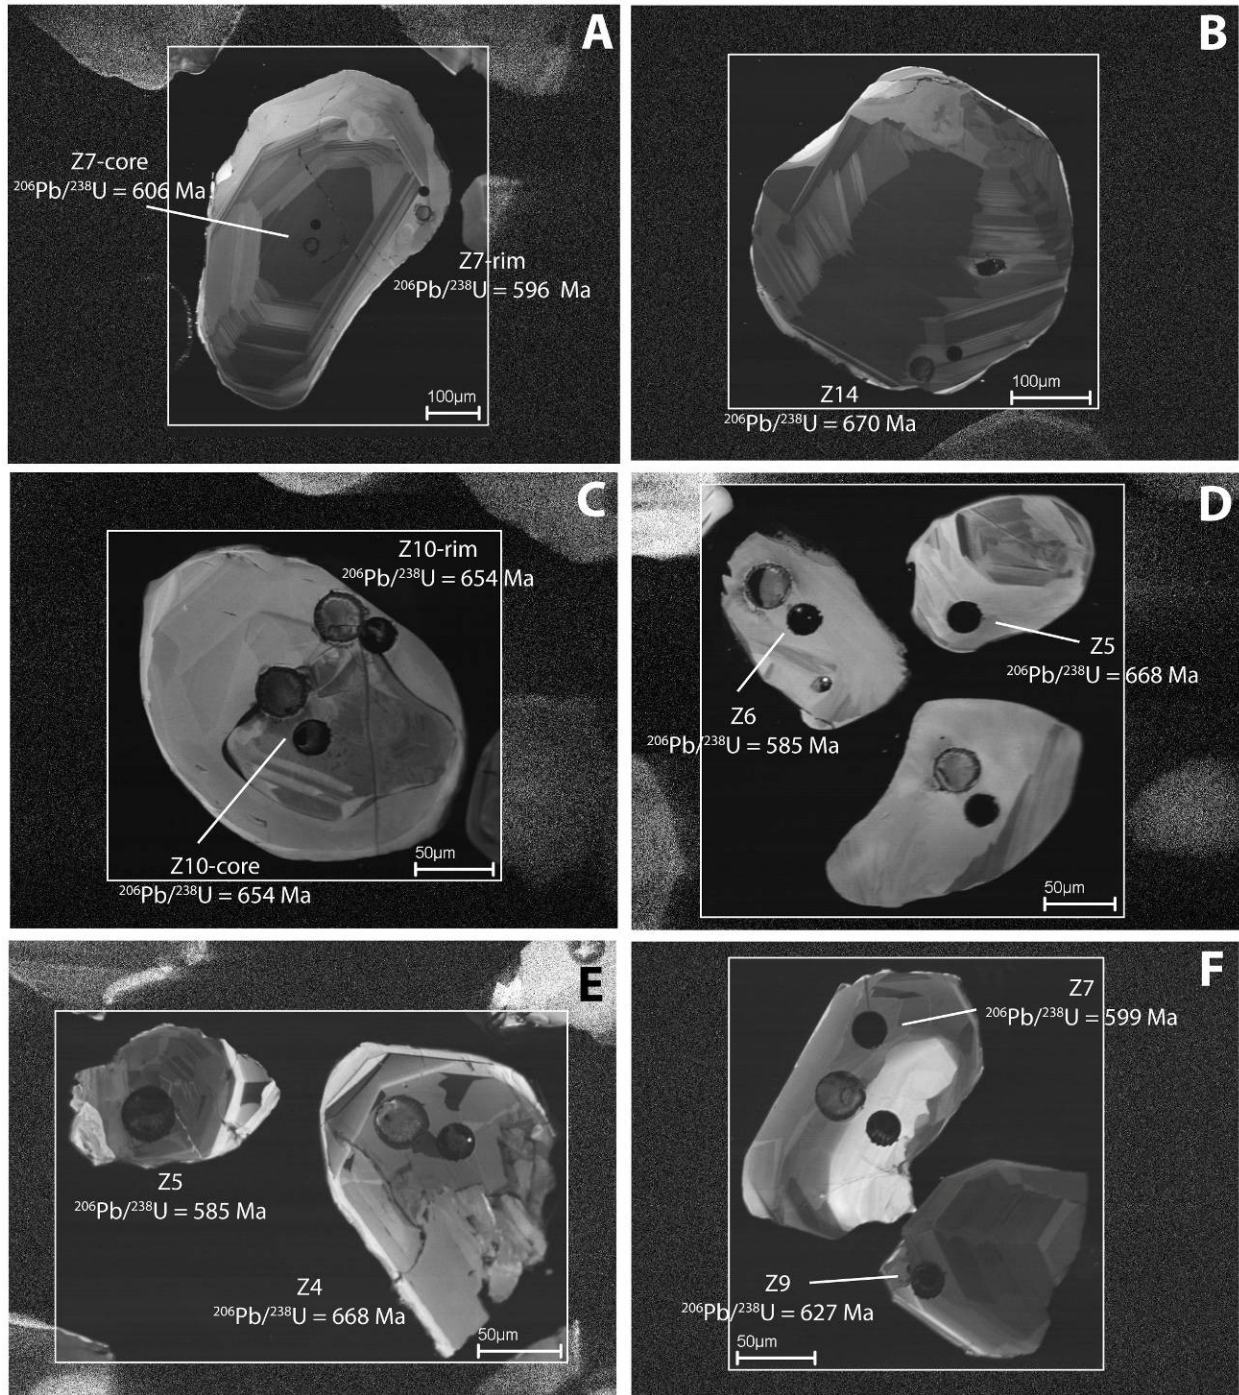 A
Z7-core
²⁰⁶Pb/²³⁸U = 606 Ma
Z7-rim
²⁰⁶Pb/²³⁸U = 596 Ma
100µm
B
Z14
²⁰⁶Pb/²³⁸U = 670 Ma
100µm
C
Z10-rim
²⁰⁶Pb/²³⁸U = 654 Ma
Z10-core
²⁰⁶Pb/²³⁸U = 654 Ma
50µm
D
Z5
²⁰⁶Pb/²³⁸U = 668 Ma
Z6
²⁰⁶Pb/²³⁸U = 585 Ma
50µm
E
Z5
²⁰⁶Pb/²³⁸U = 585 Ma
Z4
²⁰⁶Pb/²³⁸U = 668 Ma
50µm
F
Z7
²⁰⁶Pb/²³⁸U = 599 Ma
Z9
²⁰⁶Pb/²³⁸U = 627 Ma
50µm